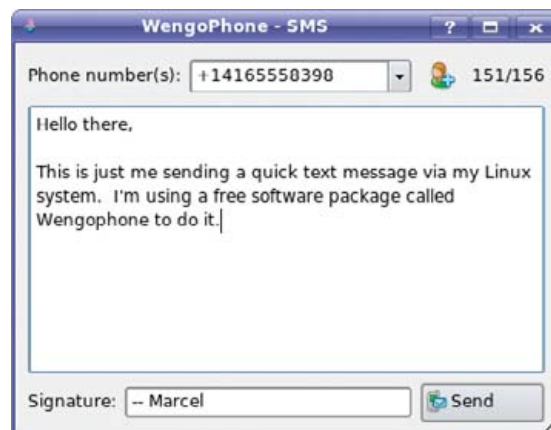 WengoPhone - SMS
Phone number(s): +14165558398 151/156
Hello there,
This is just me sending a quick text message via my Linux
system. I'm using a free software package called
Wengophone to do it.
Signature: -- Marcel Send